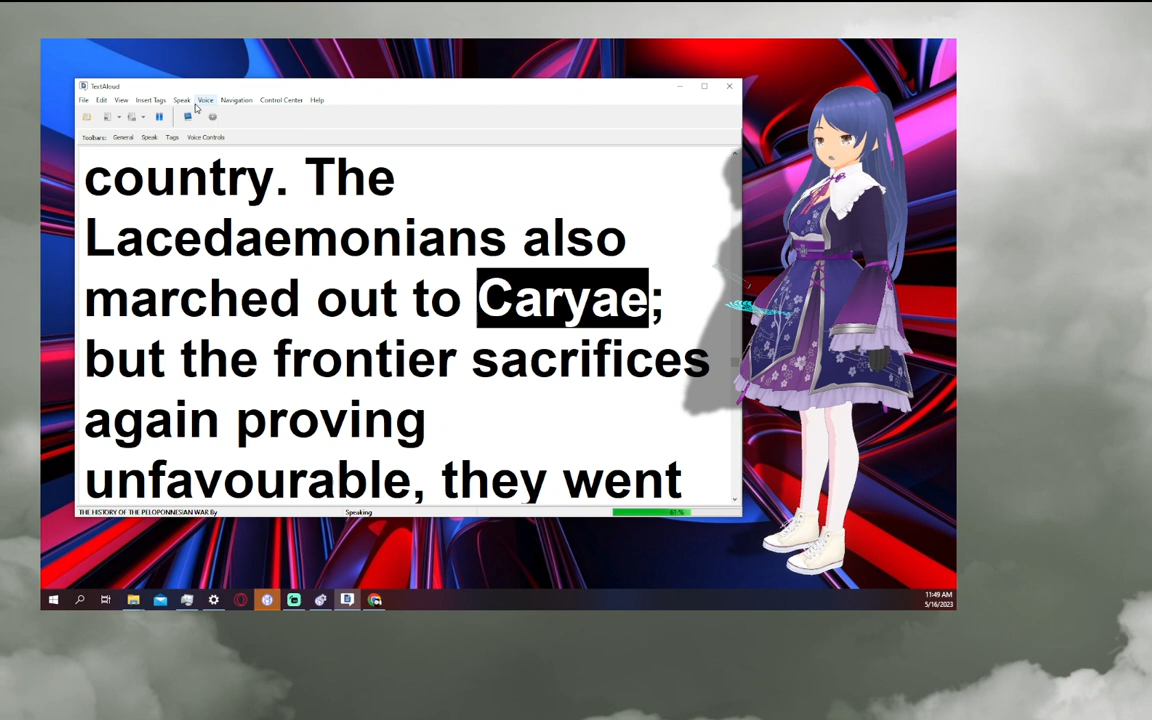 TextAloud
File Edit View Insert Tags Speak Voice Navigation Control Center Help
Toolbars: General Speak Tags Voice Controls
country. The
Lacedaemonians also
marched out to Caryae;
but the frontier sacrifices
again proving
unfavourable, they went
THE HISTORY OF THE PELOPONNESIAN WAR By Speaking 61 %
11:49 AM
5/16/2023